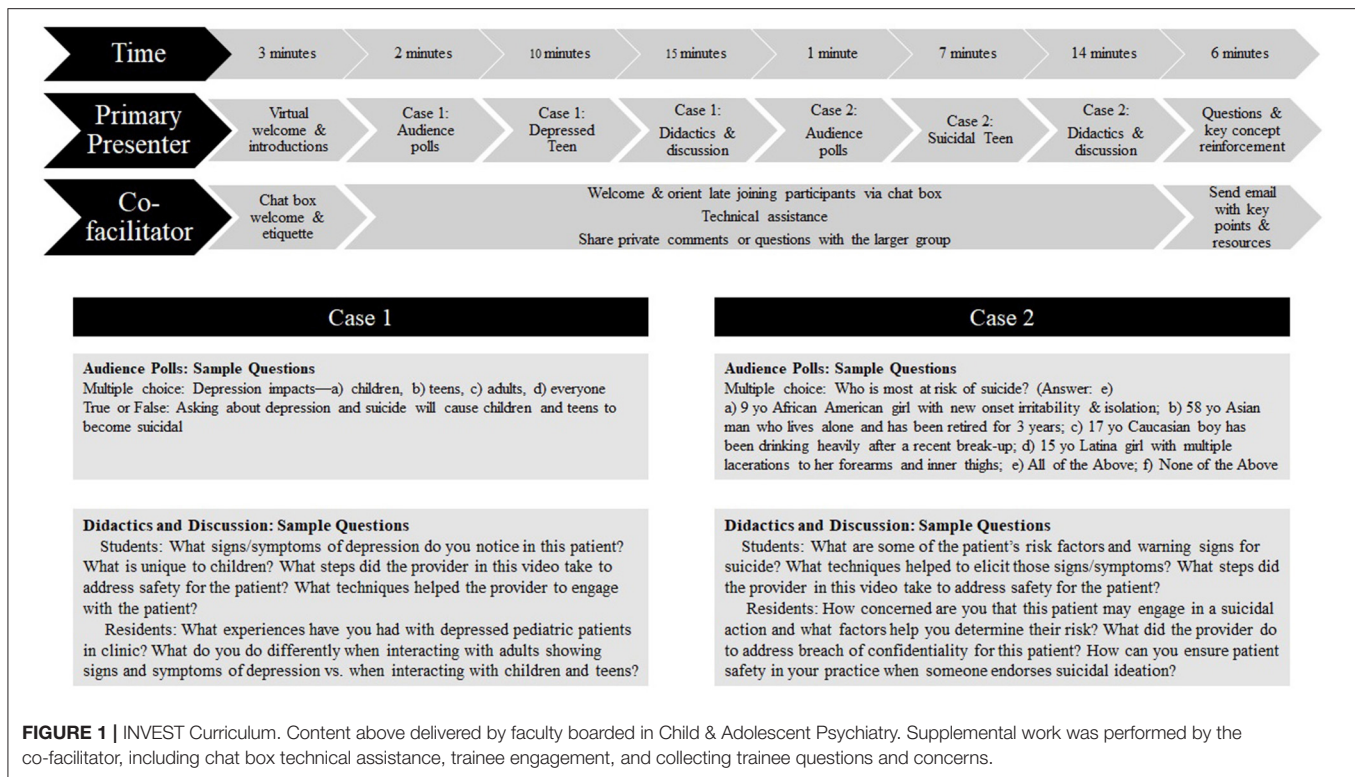 Time
3 minutes
2 minutes
10 minutes
15 minutes
1 minute
7 minutes
14 minutes
6 minutes
Primary
Presenter
Virtual
welcome &
introductions
Case 1:
Audience
polls
Case 1:
Depressed
Teen
Case 1:
Didactics &
discussion
Case 2:
Audience
polls
Case 2:
Suicidal Teen
Case 2:
Didactics &
discussion
Questions &
key concept
reinforcement
Co-
facilitator
Chat box
welcome &
etiquette
Welcome & orient late joining participants via chat box
Technical assistance
Share private comments or questions with the larger group
Send email
with key
points &
resources
Case 1
Audience Polls: Sample Questions
Multiple choice: Depression impacts—a) children, b) teens, c) adults, d) everyone
True or False: Asking about depression and suicide will cause children and teens to
become suicidal
Didactics and Discussion: Sample Questions
Students: What signs/symptoms of depression do you notice in this patient?
What is unique to children? What steps did the provider in this video take to
address safety for the patient? What techniques helped the provider to engage
with the patient?
Residents: What experiences have you had with depressed pediatric patients
in clinic? What do you do differently when interacting with adults showing
signs and symptoms of depression vs. when interacting with children and teens?
Case 2
Audience Polls: Sample Questions
Multiple choice: Who is most at risk of suicide? (Answer: e)
a) 9 yo African American girl with new onset irritability & isolation; b) 58 yo Asian
man who lives alone and has been retired for 3 years; c) 17 yo Caucasian boy has
been drinking heavily after a recent break-up; d) 15 yo Latina girl with multiple
lacerations to her forearms and inner thighs; e) All of the Above; f) None of the Above
Didactics and Discussion: Sample Questions
Students: What are some of the patient's risk factors and warning signs for
suicide? What techniques helped to elicit those signs/symptoms? What steps did
the provider in this video take to address safety for the patient?
Residents: How concerned are you that this patient may engage in a suicidal
action and what factors help you determine their risk? What did the provider do
to address breach of confidentiality for this patient? How can you ensure patient
safety in your practice when someone endorses suicidal ideation?
FIGURE 1 | INVEST Curriculum. Content above delivered by faculty boarded in Child & Adolescent Psychiatry. Supplemental work was performed by the
co-facilitator, including chat box technical assistance, trainee engagement, and collecting trainee questions and concerns.